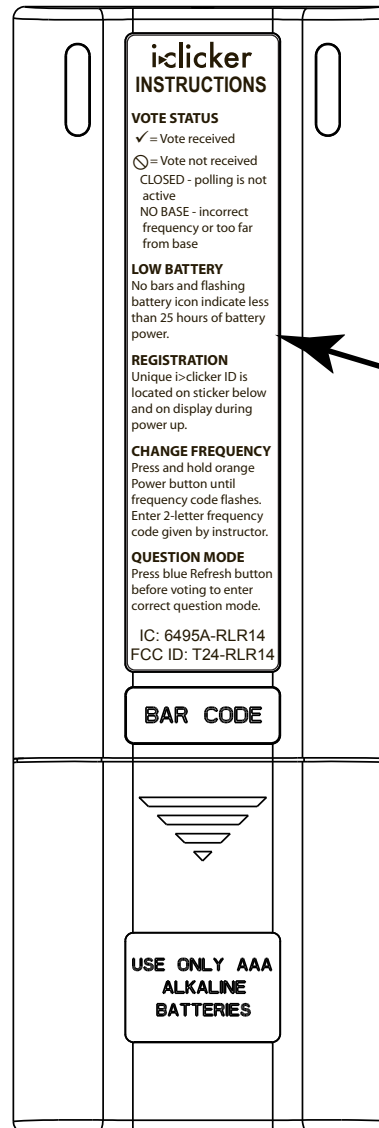 i>clicker
INSTRUCTIONS
VOTE STATUS
✓ = Vote received
🚫 = Vote not received
CLOSED - polling is not
active
NO BASE - incorrect
frequency or too far
from base
LOW BATTERY
No bars and flashing
battery icon indicate less
than 25 hours of battery
power.
REGISTRATION
Unique i>clicker ID is
located on sticker below
and on display during
power up.
CHANGE FREQUENCY
Press and hold orange
Power button until
frequency code flashes.
Enter 2-letter frequency
code given by instructor.
QUESTION MODE
Press blue Refresh button
before voting to enter
correct question mode.
IC: 6495A-RLR14
FCC ID: T24-RLR14
BAR CODE
USE ONLY AAA
ALKALINE
BATTERIES